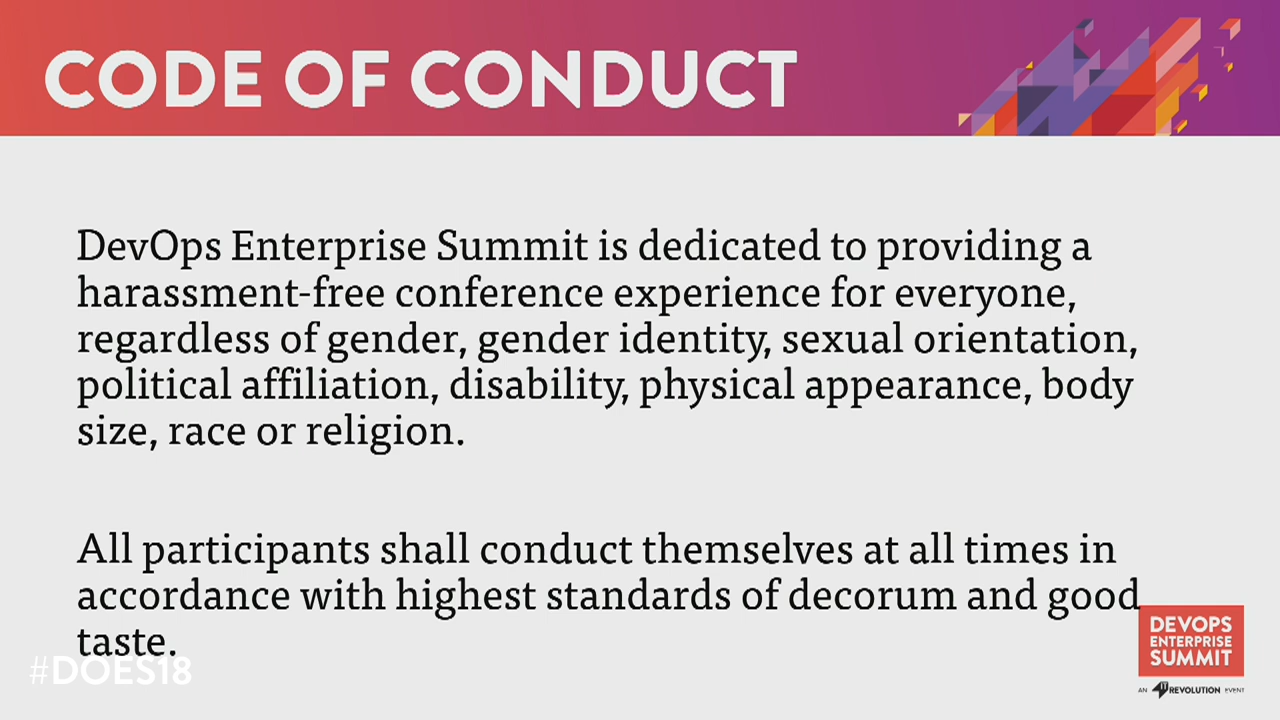 CODE OF CONDUCT
DevOps Enterprise Summit is dedicated to providing a
harassment-free conference experience for everyone,
regardless of gender, gender identity, sexual orientation,
political affiliation, disability, physical appearance, body
size, race or religion.
All participants shall conduct themselves at all times in
accordance with highest standards of decorum and good
taste.
#DOES18
DEVOPS
ENTERPRISE
SUMMIT
AN IT REVOLUTION EVENT